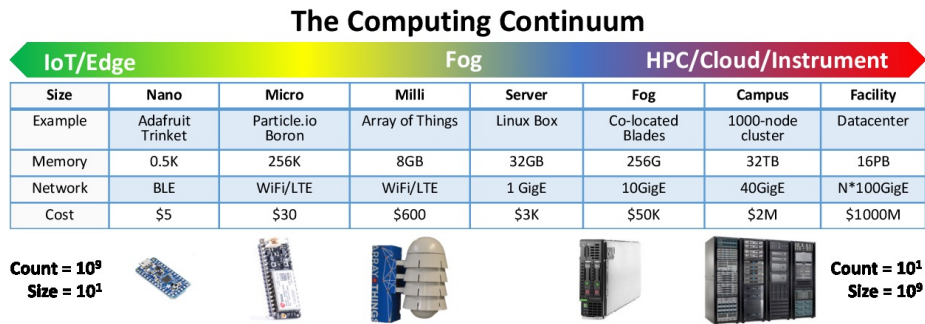 The Computing Continuum
IoT/Edge Fog HPC/Cloud/Instrument
Size Nano Micro Milli Server Fog Campus Facility
Example Adafruit Trinket Particle.io Boron Array of Things Linux Box Co-located Blades 1000-node cluster Datacenter
Memory 0.5K 256K 8GB 32GB 256G 32TB 16PB
Network BLE WiFi/LTE WiFi/LTE 1 GigE 10GigE 40GigE N*100GigE
Cost $5 $30 $600 $3K $50K $2M $1000M
Count = 10⁹
Size = 10¹
Count = 10¹
Size = 10⁹